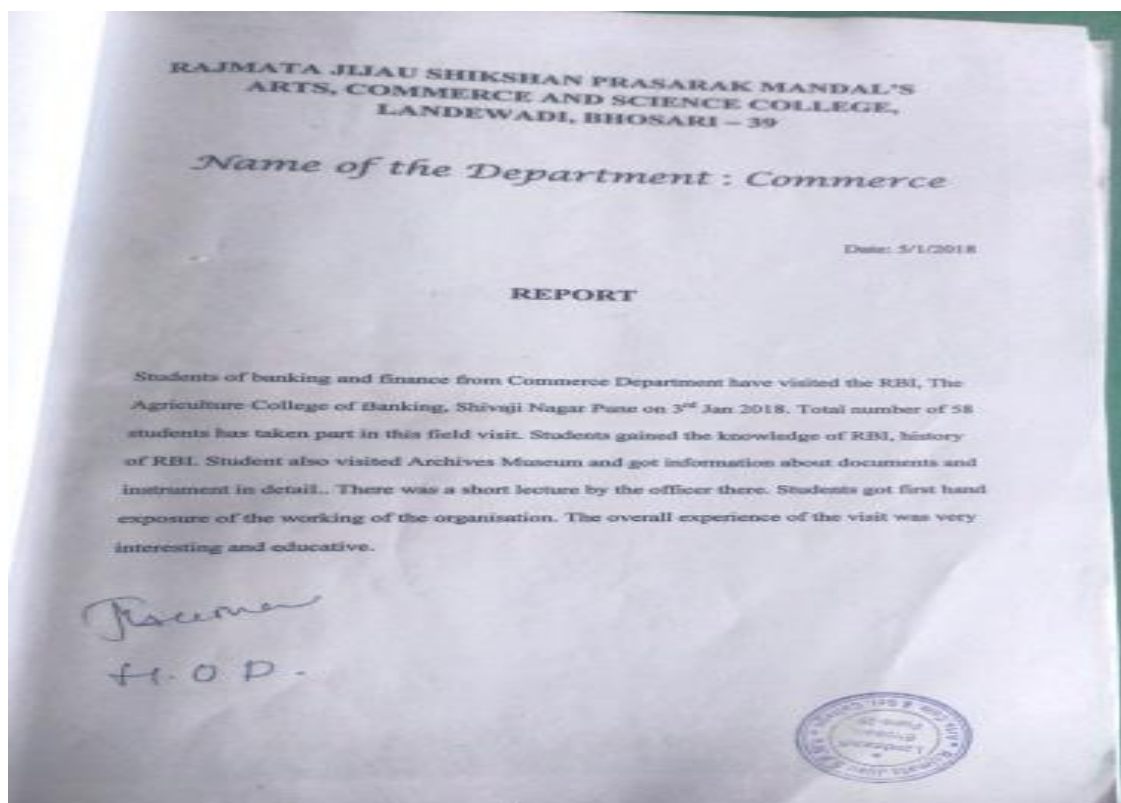 RAJMATA JIJAU SHIKSHAN PRASARAK MANDAL'S
ARTS, COMMERCE AND SCIENCE COLLEGE,
LANDEWADI, BHOSARI – 39
Name of the Department : Commerce
Date: 5/1/2018
REPORT
Students of banking and finance from Commerce Department have visited the RBI, The
Agriculture College of Banking, Shivaji Nagar Pune on 3rd Jan 2018. Total number of 58
students has taken part in this field visit. Students gained the knowledge of RBI, history
of RBI. Student also visited Archives Museum and got information about documents and
instrument in detail.. There was a short lecture by the officer there. Students got first hand
exposure of the working of the organisation. The overall experience of the visit was very
interesting and educative.
H.O.D.